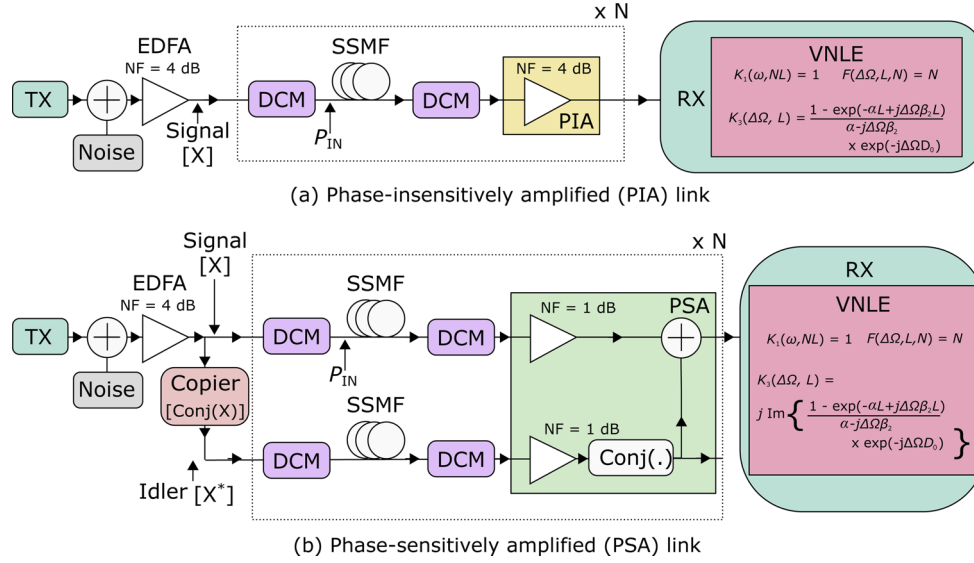 x N
EDFA
NF = 4 dB
SSMF
NF = 4 dB
VNLE
K₁(ω,NL) = 1 F(ΔΩ,L,N) = N
TX
DCM
DCM
RX
K₃(ΔΩ, L) = 1 - exp(-αL+jΔΩβ₂L)
α-jΔΩβ₂
x exp(-jΔΩD₀)
Noise
Signal
[X]
P_IN
PIA
(a) Phase-insensitively amplified (PIA) link
Signal
[X]
x N
EDFA
NF = 4 dB
SSMF
NF = 1 dB
PSA
RX
VNLE
TX
DCM
DCM
K₁(ω,NL) = 1 F(ΔΩ,L,N) = N
Noise
Copier
[Conj(X)]
P_IN
SSMF
NF = 1 dB
K₃(ΔΩ, L) =
j Im{ 1 - exp(-αL+jΔΩβ₂L)
α-jΔΩβ₂
x exp(-jΔΩD₀) }
DCM
DCM
Conj(.)
Idler [X*]
(b) Phase-sensitively amplified (PSA) link